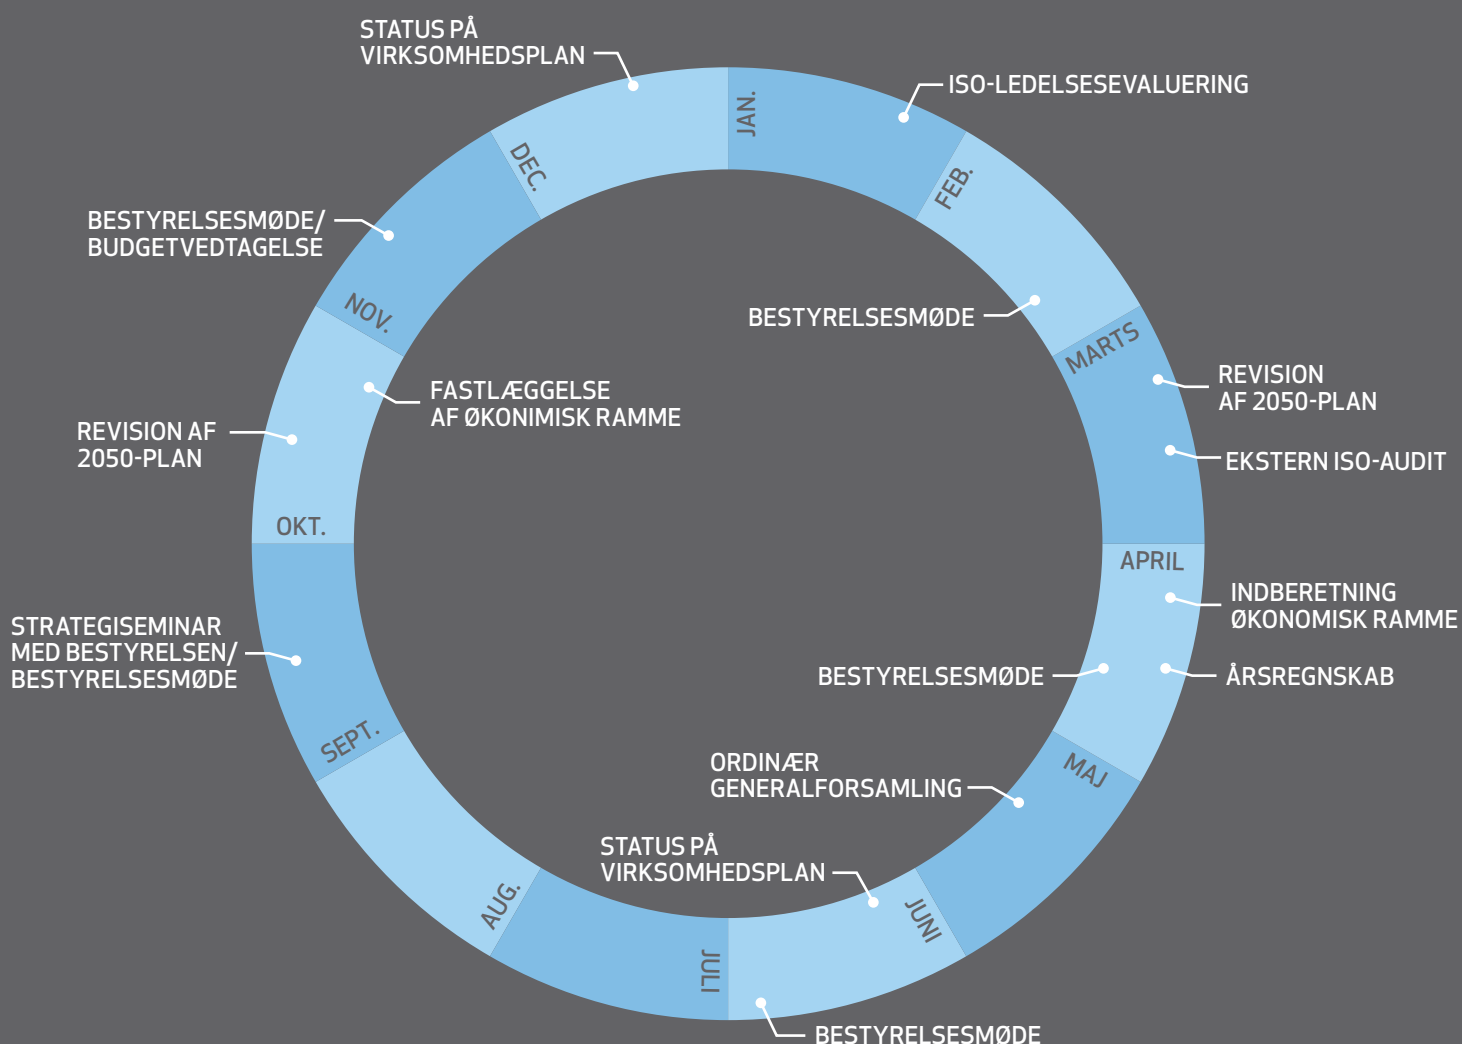 STATUS PÅ
VIRKSOMHEDSPLAN
JAN.
ISO-LEDELSESEVALUERING
FEB.
BESTYRELSESMØDE
MARTS
REVISION
AF 2050-PLAN
EKSTERN ISO-AUDIT
APRIL
INDBERETNING
ØKONOMISK RAMME
BESTYRELSESMØDE
ÅRSREGNSKAB
MAJ
ORDINÆR
GENERALFORSAMLING
JUNI
STATUS PÅ
VIRKSOMHEDSPLAN
BESTYRELSESMØDE
JULI
AUG.
SEPT.
STRATEGISEMINAR
MED BESTYRELSEN/
BESTYRELSESMØDE
OKT.
REVISION AF
2050-PLAN
FASTLÆGGELSE
AF ØKONIMISK RAMME
NOV.
BESTYRELSESMØDE/
BUDGETVEDTAGELSE
DEC.